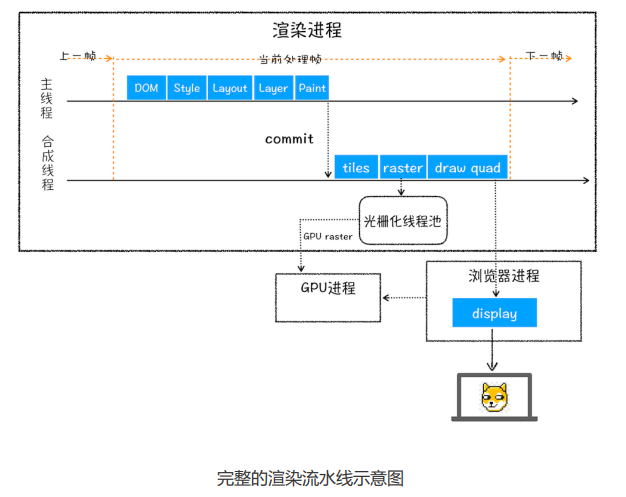 渲染进程
上一帧
当前处理帧
下一帧
主线程
DOM
Style
Layout
Layer
Paint
commit
合成线程
tiles
raster
draw quad
光栅化线程池
GPU raster
GPU进程
浏览器进程
display
完整的渲染流水线示意图